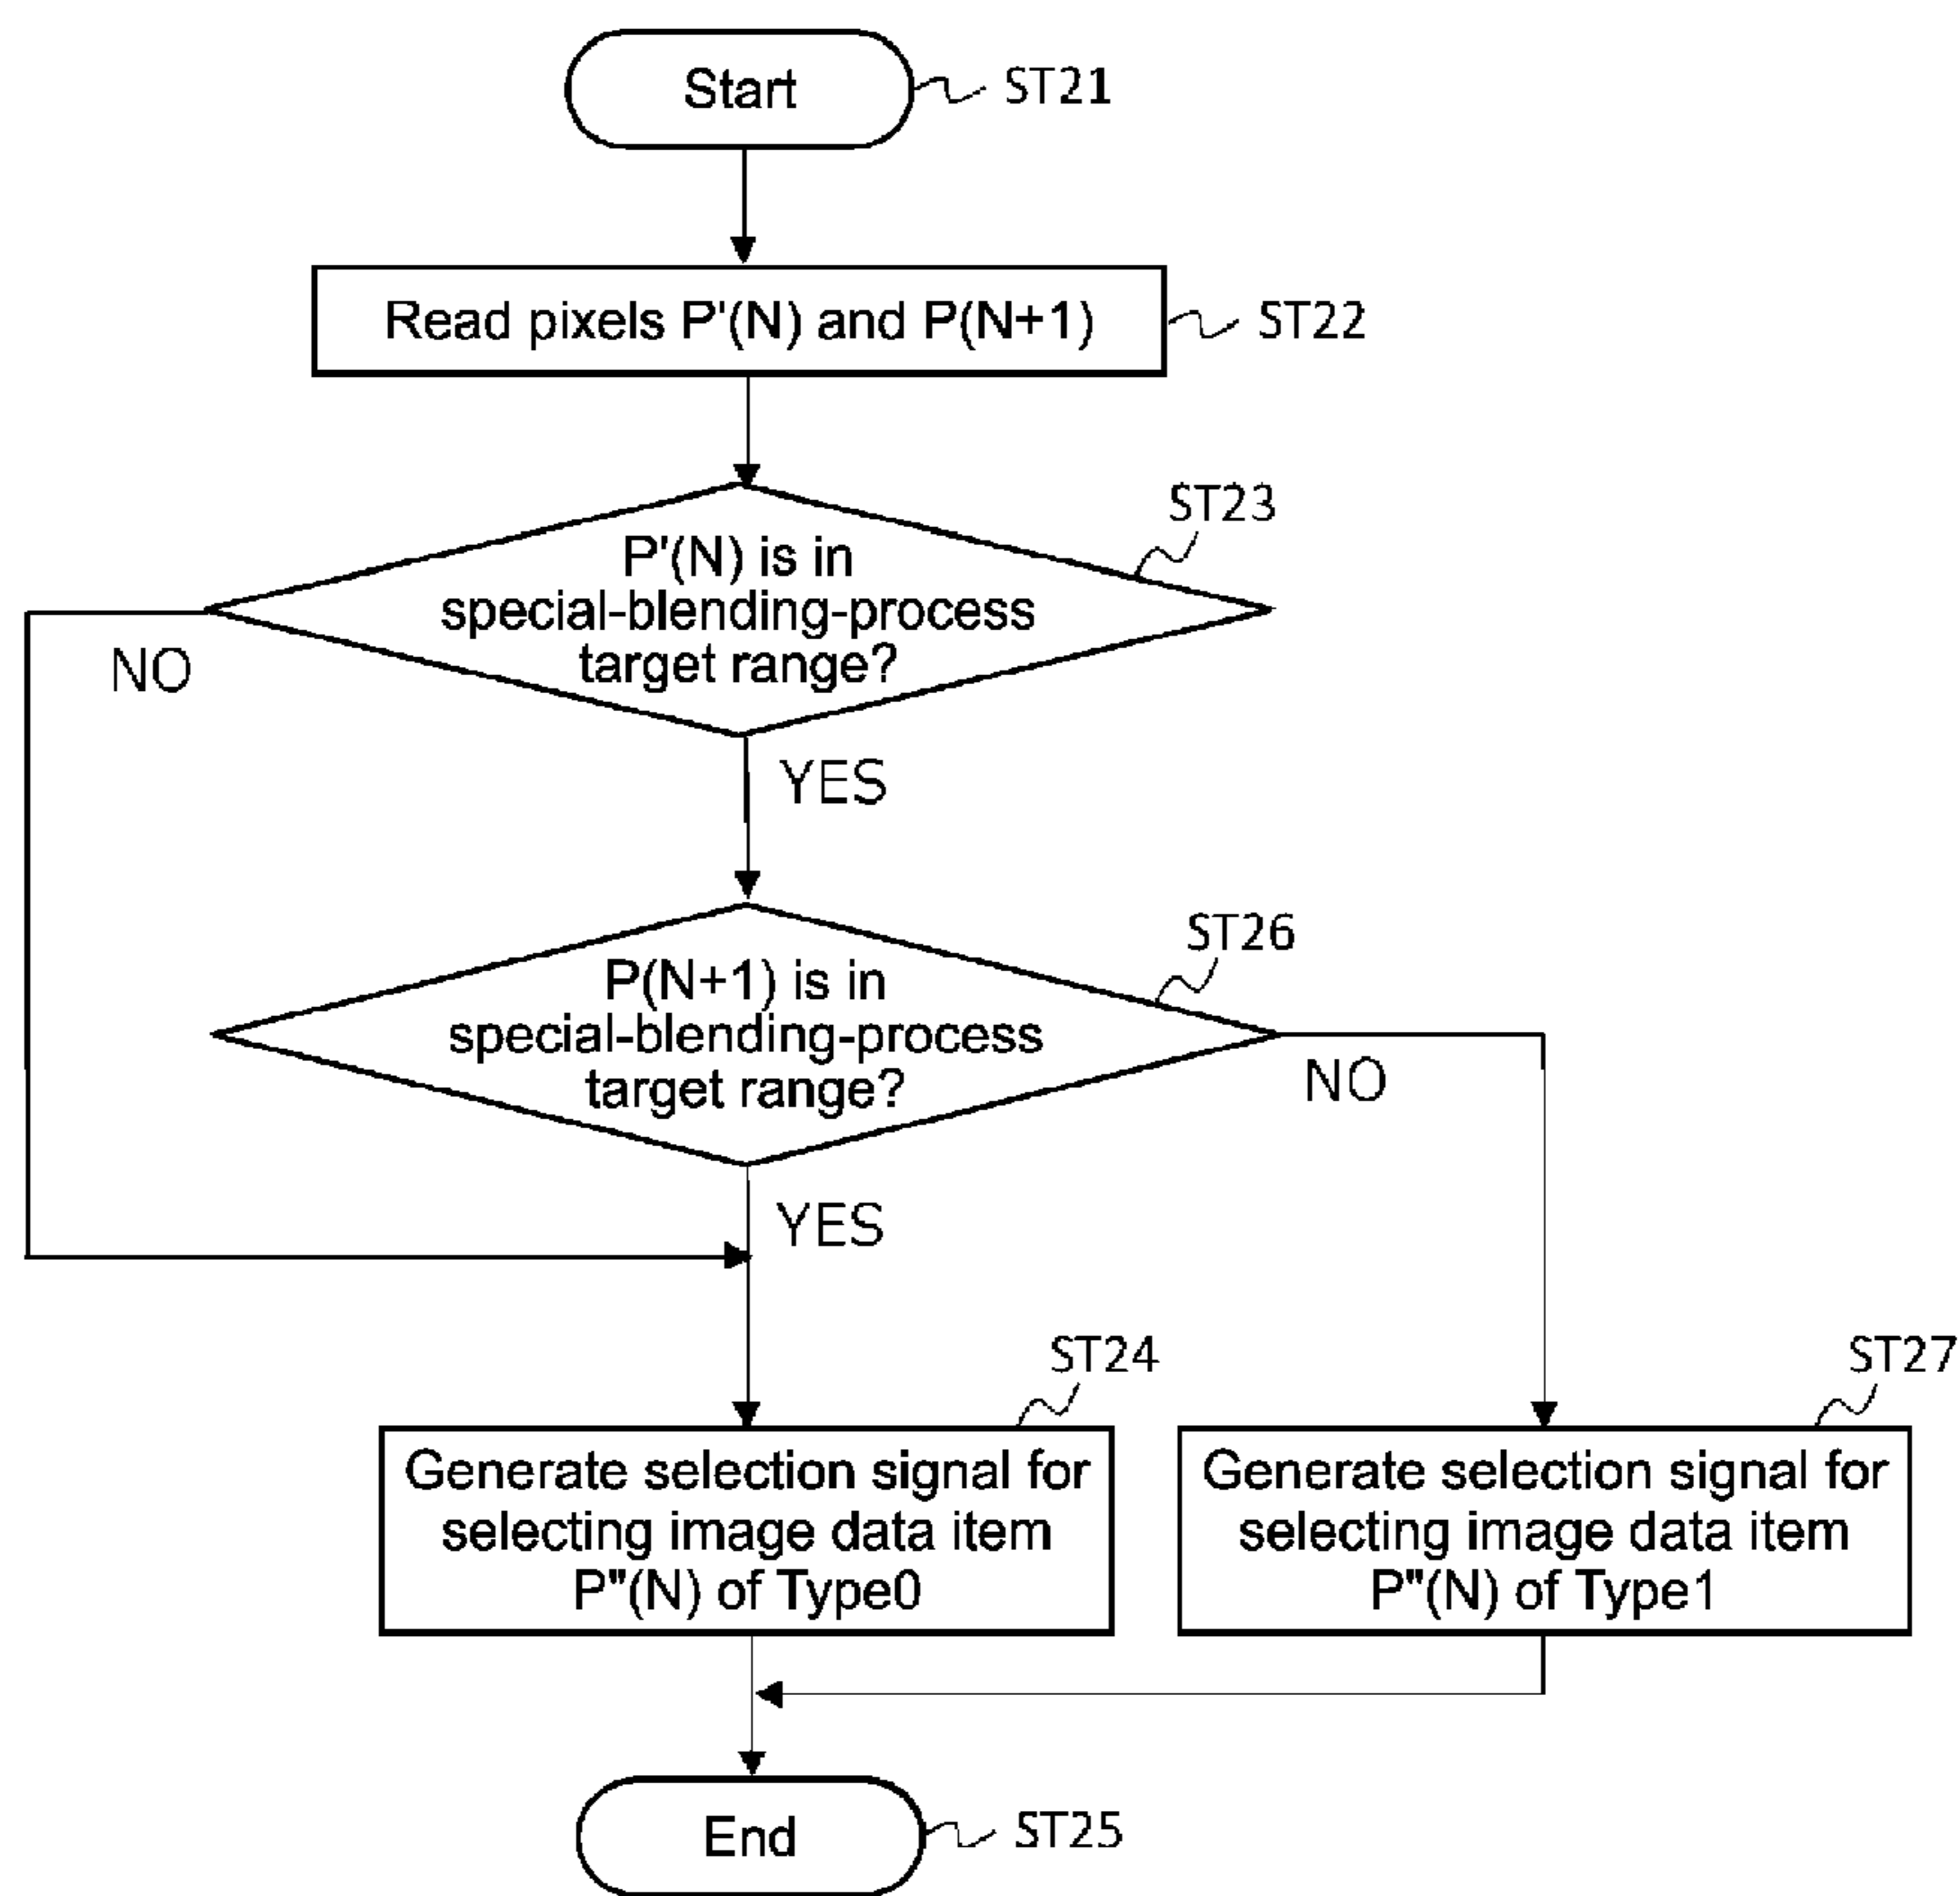 Start
ST21
Read pixels P'(N) and P(N+1)
ST22
ST23
P'(N) is in
special-blending-process
target range?
NO
YES
ST26
P(N+1) is in
special-blending-process
target range?
NO
YES
ST24
ST27
Generate selection signal for
selecting image data item
P"(N) of Type0
Generate selection signal for
selecting image data item
P"(N) of Type1
End
ST25